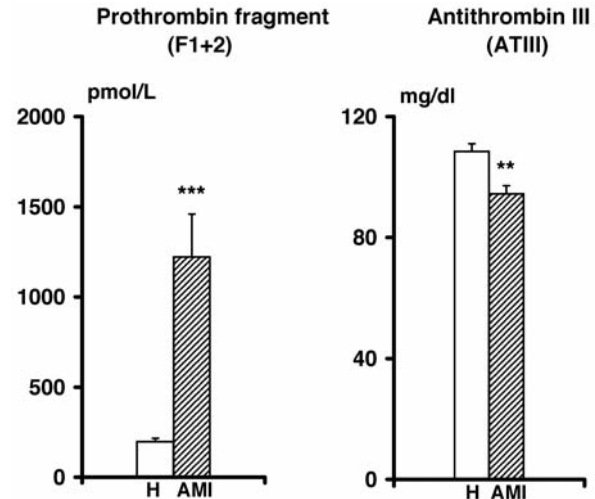 Prothrombin fragment
(F1+2)
pmol/L
2000
1500
1000
500
0
***
H AMI
Antithrombin III
(ATIII)
mg/dl
120
80
40
0
**
H AMI